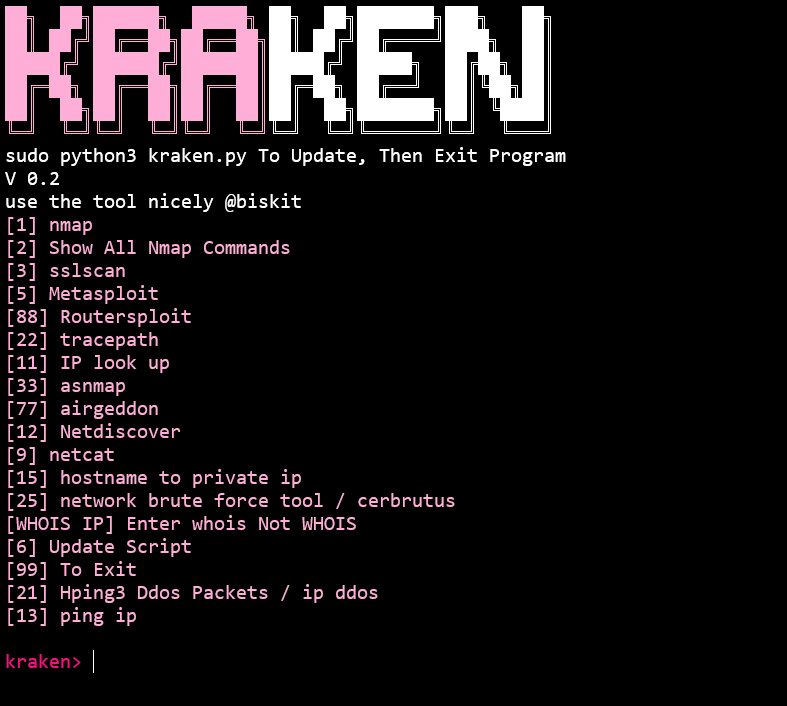 KRAKEN
sudo python3 kraken.py To Update, Then Exit Program
V 0.2
use the tool nicely @biskit
[1] nmap
[2] Show All Nmap Commands
[3] sslscan
[5] Metasploit
[88] Routersploit
[22] tracepath
[11] IP look up
[33] asnmap
[77] airgeddon
[12] Netdiscover
[9] netcat
[15] hostname to private ip
[25] network brute force tool / cerbrutus
[WHOIS IP] Enter whois Not WHOIS
[6] Update Script
[99] To Exit
[21] Hping3 Ddos Packets / ip ddos
[13] ping ip
kraken>